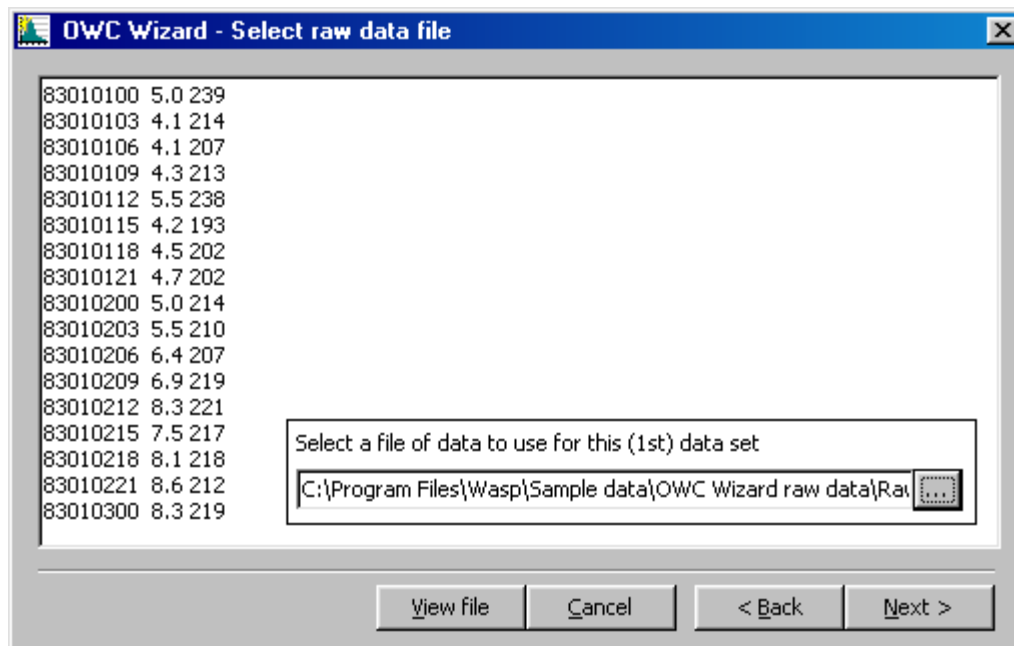 OWC Wizard - Select raw data file
83010100 5.0 239
83010103 4.1 214
83010106 4.1 207
83010109 4.3 213
83010112 5.5 238
83010115 4.2 193
83010118 4.5 202
83010121 4.7 202
83010200 5.0 214
83010203 5.5 210
83010206 6.4 207
83010209 6.9 219
83010212 8.3 221
83010215 7.5 217
83010218 8.1 218
83010221 8.6 212
83010300 8.3 219
Select a file of data to use for this (1st) data set
C:\Program Files\Wasp\Sample data\OWC Wizard raw data\Ra
...
View file
Cancel
< Back
Next >